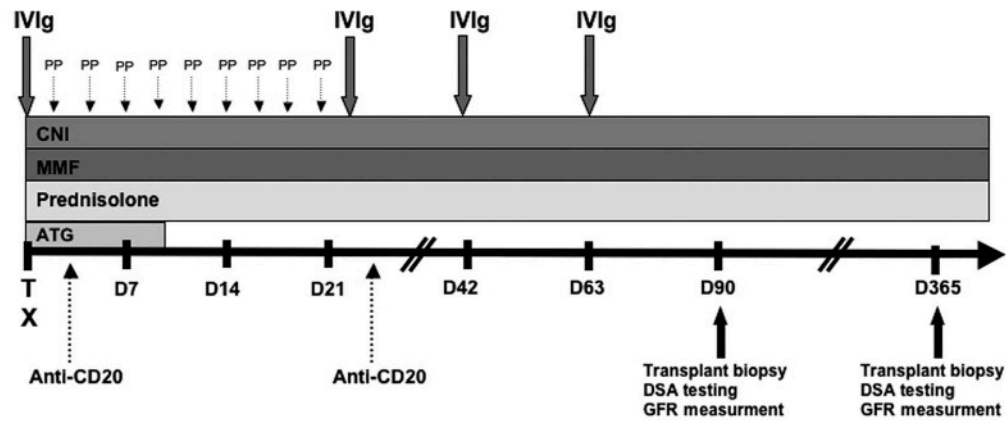 IVIg IVIg IVIg IVIg
PP PP PP PP PP PP PP PP
CNI
MMF
Prednisolone
ATG
T
X
D7 D14 D21 D42 D63 D90 D365
Anti-CD20 Anti-CD20
Transplant biopsy
DSA testing
GFR measurment
Transplant biopsy
DSA testing
GFR measurment